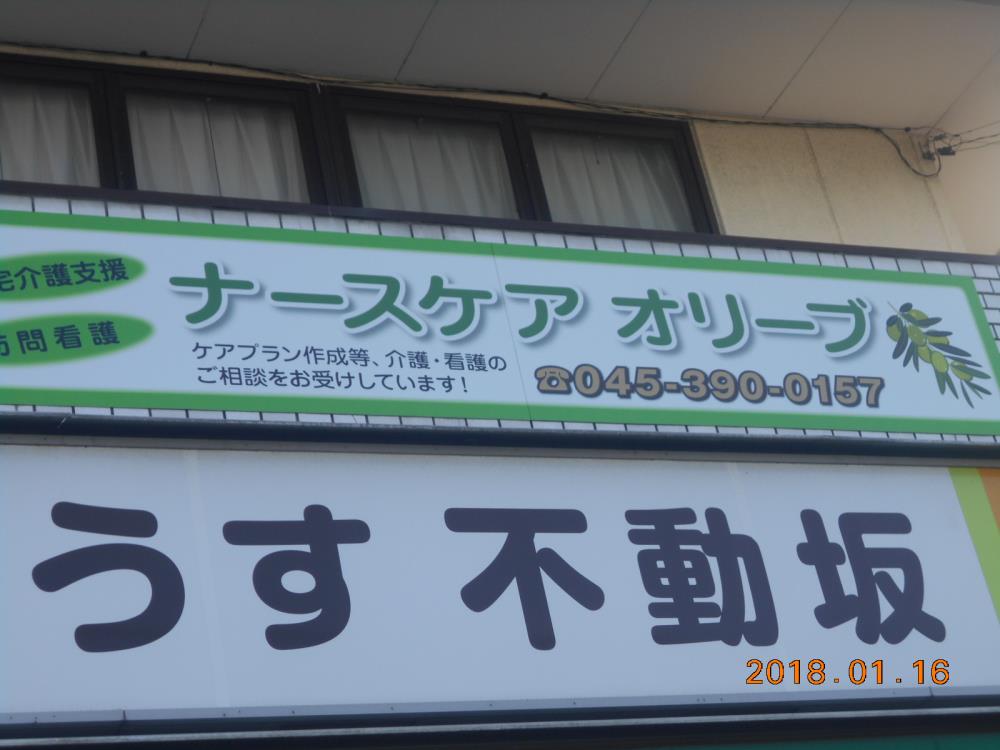 宅介護支援
訪問看護
ナースケア オリーブ
ケアプラン作成等、介護・看護の
ご相談をお受けしています!
☎045-390-0157
うす 不動坂
2018.01.16